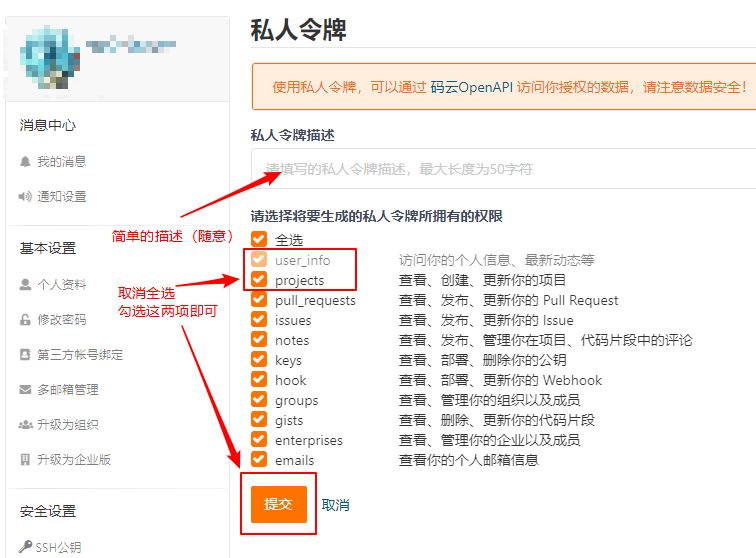 私人令牌
使用私人令牌，可以通过 码云OpenAPI 访问你授权的数据，请注意数据安全！
消息中心
我的消息
通知设置
基本设置
个人资料
修改密码
第三方帐号绑定
多邮箱管理
升级为组织
升级为企业版
安全设置
SSH公钥
私人令牌描述
请填写的私人令牌描述，最大长度为50字符
简单的描述（随意）
请选择将要生成的私人令牌所拥有的权限
全选
user_info 访问你的个人信息、最新动态等
projects 查看、创建、更新你的项目
pull_requests 查看、发布、更新你的 Pull Request
issues 查看、发布、更新你的 Issue
notes 查看、发布、管理你在项目、代码片段中的评论
keys 查看、部署、删除你的公钥
hook 查看、部署、更新你的 Webhook
groups 查看、管理你的组织以及成员
gists 查看、删除、更新你的代码片段
enterprises 查看、管理你的企业以及成员
emails 查看你的个人邮箱信息
取消全选
勾选这两项即可
提交 取消